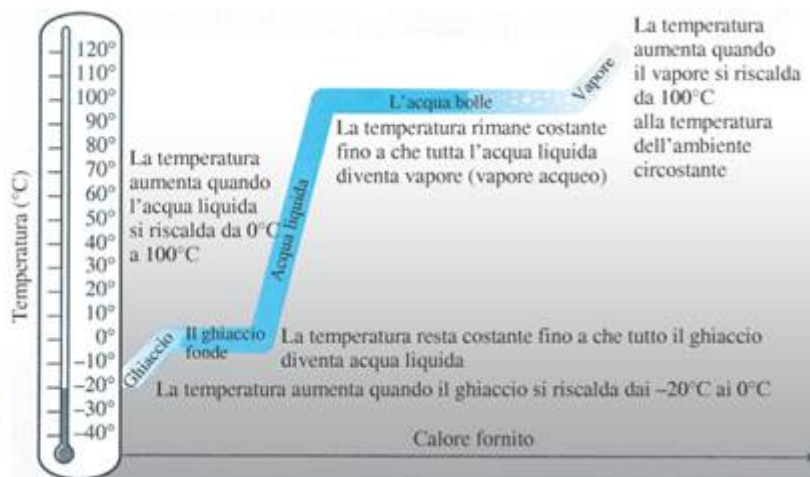 Temperatura (°C)
120°
110°
100°
90°
80°
70°
60°
50°
40°
30°
20°
10°
0°
–10°
–20°
–30°
–40°
La temperatura
aumenta quando
l'acqua liquida
si riscalda da 0°C
a 100°C
Ghiaccio
Il ghiaccio
fonde
Acqua liquida
L'acqua bolle
Vapore
La temperatura rimane costante
fino a che tutta l'acqua liquida
diventa vapore (vapore acqueo)
La temperatura
aumenta quando
il vapore si riscalda
da 100°C
alla temperatura
dell'ambiente
circostante
La temperatura resta costante fino a che tutto il ghiaccio
diventa acqua liquida
La temperatura aumenta quando il ghiaccio si riscalda dai –20°C ai 0°C
Calore fornito